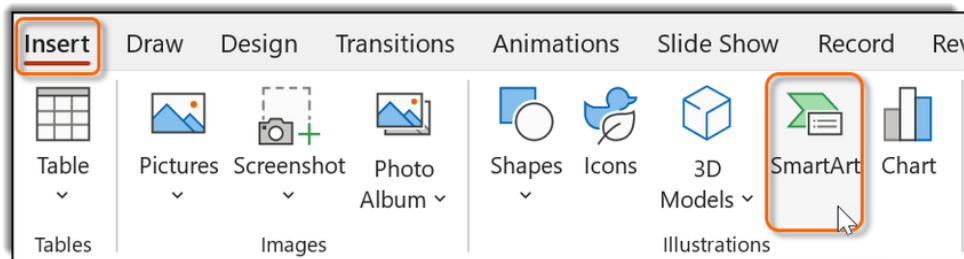 Insert Draw Design Transitions Animations Slide Show Record
Table Pictures Screenshot Photo Album Shapes Icons 3D Models SmartArt Chart
Tables Images Illustrations